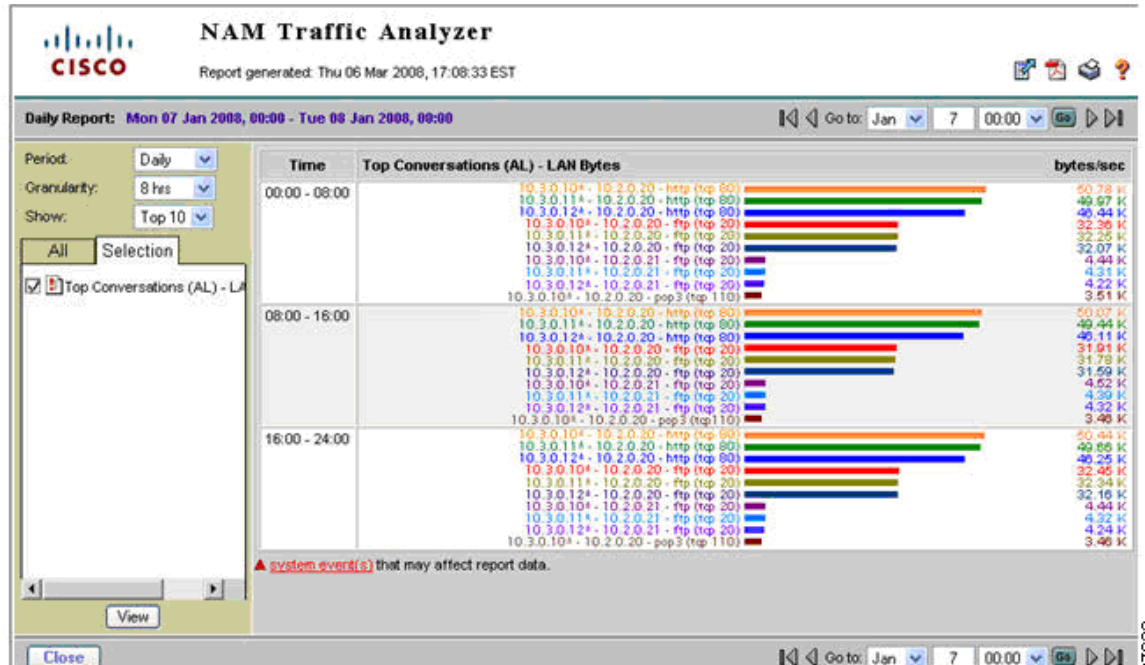 NAM Traffic Analyzer
CISCO
Report generated: Thu 06 Mar 2008, 17:08:33 EST
Daily Report: Mon 07 Jan 2008, 00:00 - Tue 08 Jan 2008, 00:00
Go to: Jan 7 00:00 Go
Period: Daily
Granularity: 8 hrs
Show: Top 10
All Selection
Top Conversations (AL) - LA
View
Time Top Conversations (AL) - LAN Bytes bytes/sec
00:00 - 08:00
10.3.0.10^ - 10.2.0.20 - http (tcp 80) 50.78 K
10.3.0.11^ - 10.2.0.20 - http (tcp 80) 49.97 K
10.3.0.12^ - 10.2.0.20 - http (tcp 80) 46.44 K
10.3.0.10^ - 10.2.0.20 - ftp (tcp 20) 32.36 K
10.3.0.11^ - 10.2.0.20 - ftp (tcp 20) 32.25 K
10.3.0.12^ - 10.2.0.20 - ftp (tcp 20) 32.07 K
10.3.0.10^ - 10.2.0.21 - ftp (tcp 20) 4.44 K
10.3.0.11^ - 10.2.0.21 - ftp (tcp 20) 4.31 K
10.3.0.12^ - 10.2.0.21 - ftp (tcp 20) 4.22 K
10.3.0.10^ - 10.2.0.20 - pop3 (tcp 110) 3.51 K
08:00 - 16:00
10.3.0.10^ - 10.2.0.20 - http (tcp 80) 50.07 K
10.3.0.11^ - 10.2.0.20 - http (tcp 80) 49.44 K
10.3.0.12^ - 10.2.0.20 - http (tcp 80) 46.11 K
10.3.0.10^ - 10.2.0.20 - ftp (tcp 20) 31.91 K
10.3.0.11^ - 10.2.0.20 - ftp (tcp 20) 31.78 K
10.3.0.12^ - 10.2.0.20 - ftp (tcp 20) 31.59 K
10.3.0.10^ - 10.2.0.21 - ftp (tcp 20) 4.52 K
10.3.0.11^ - 10.2.0.21 - ftp (tcp 20) 4.39 K
10.3.0.12^ - 10.2.0.21 - ftp (tcp 20) 4.32 K
10.3.0.10^ - 10.2.0.20 - pop3 (tcp110) 3.46 K
16:00 - 24:00
10.3.0.10^ - 10.2.0.20 - http (tcp 80) 50.44 K
10.3.0.11^ - 10.2.0.20 - http (tcp 80) 49.66 K
10.3.0.12^ - 10.2.0.20 - http (tcp 80) 46.25 K
10.3.0.10^ - 10.2.0.20 - ftp (tcp 20) 32.45 K
10.3.0.11^ - 10.2.0.20 - ftp (tcp 20) 32.34 K
10.3.0.12^ - 10.2.0.20 - ftp (tcp 20) 32.16 K
10.3.0.10^ - 10.2.0.21 - ftp (tcp 20) 4.44 K
10.3.0.11^ - 10.2.0.21 - ftp (tcp 20) 4.32 K
10.3.0.12^ - 10.2.0.21 - ftp (tcp 20) 4.24 K
10.3.0.10^ - 10.2.0.20 - pop3 (tcp 110) 3.46 K
system event(s) that may affect report data.
Close
Go to: Jan 7 00:00 Go